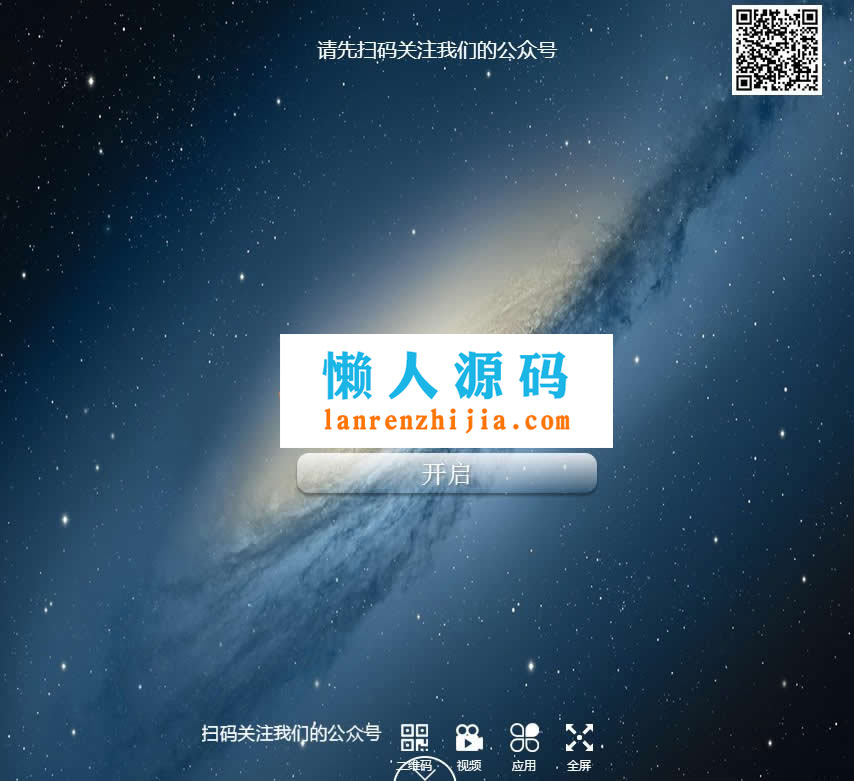 请先扫码关注我们的公众号
懒人源码
lanrenzhijia.com
开启
扫码关注我们的公众号
二维码 视频 应用 全屏